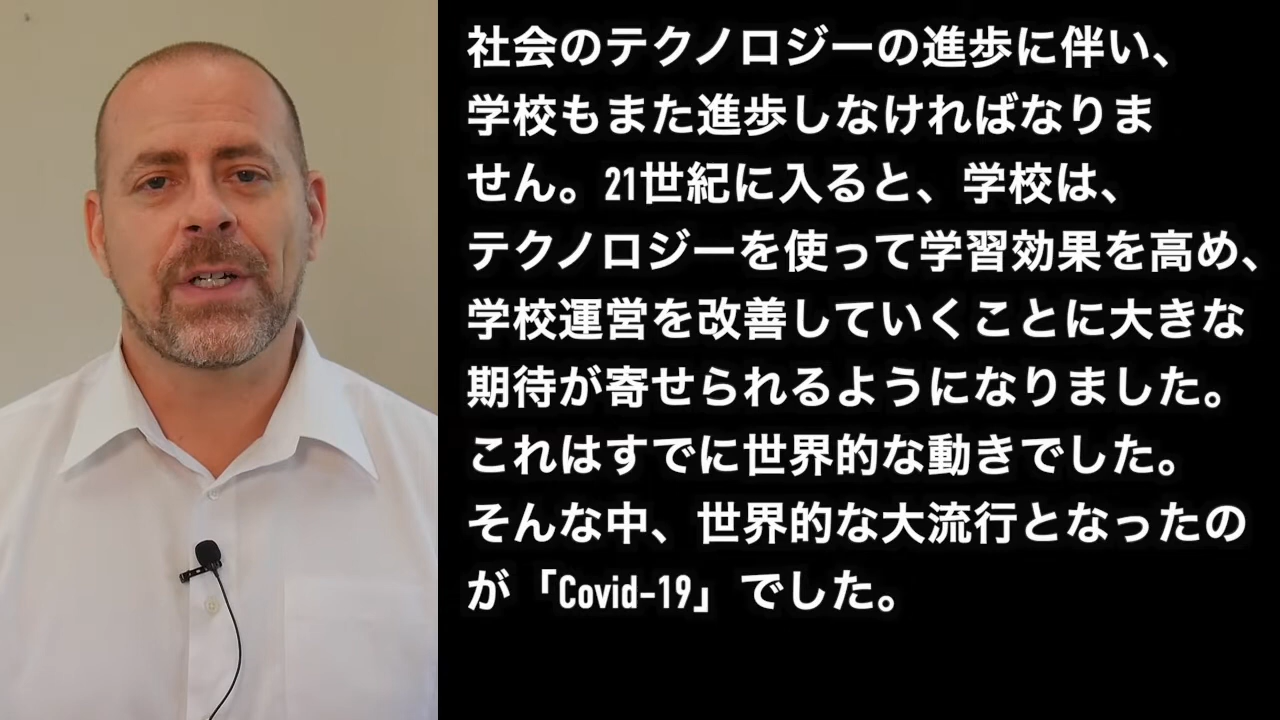 社会のテクノロジーの進歩に伴い、
学校もまた進歩しなければなりま
せん。21世紀に入ると、学校は、
テクノロジーを使って学習効果を高め、
学校運営を改善していくことに大きな
期待が寄せられるようになりました。
これはすでに世界的な動きでした。
そんな中、世界的な大流行となったの
が「Covid-19」でした。